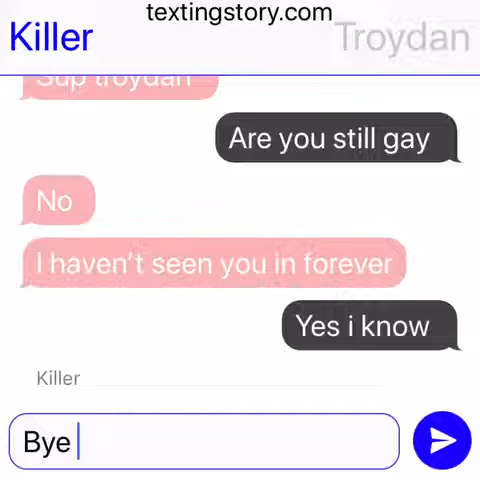 textingstory.com
Killer Troydan
Sup troydan
Are you still gay
No
I haven't seen you in forever
Yes i know
Killer
Bye